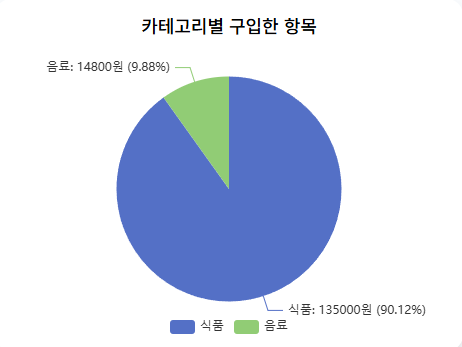 카테고리별 구입한 항목
음료: 14800원 (9.88%)
식품: 135000원 (90.12%)
식품 음료